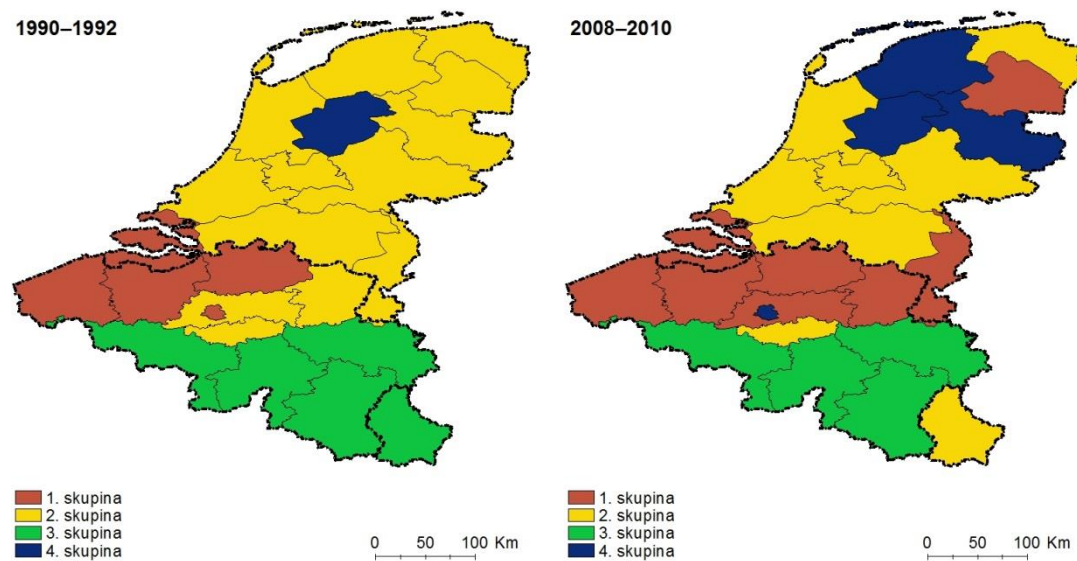 1990–1992
2008–2010
1. skupina
2. skupina
3. skupina
4. skupina
0 50 100 Km
1. skupina
2. skupina
3. skupina
4. skupina
0 50 100 Km